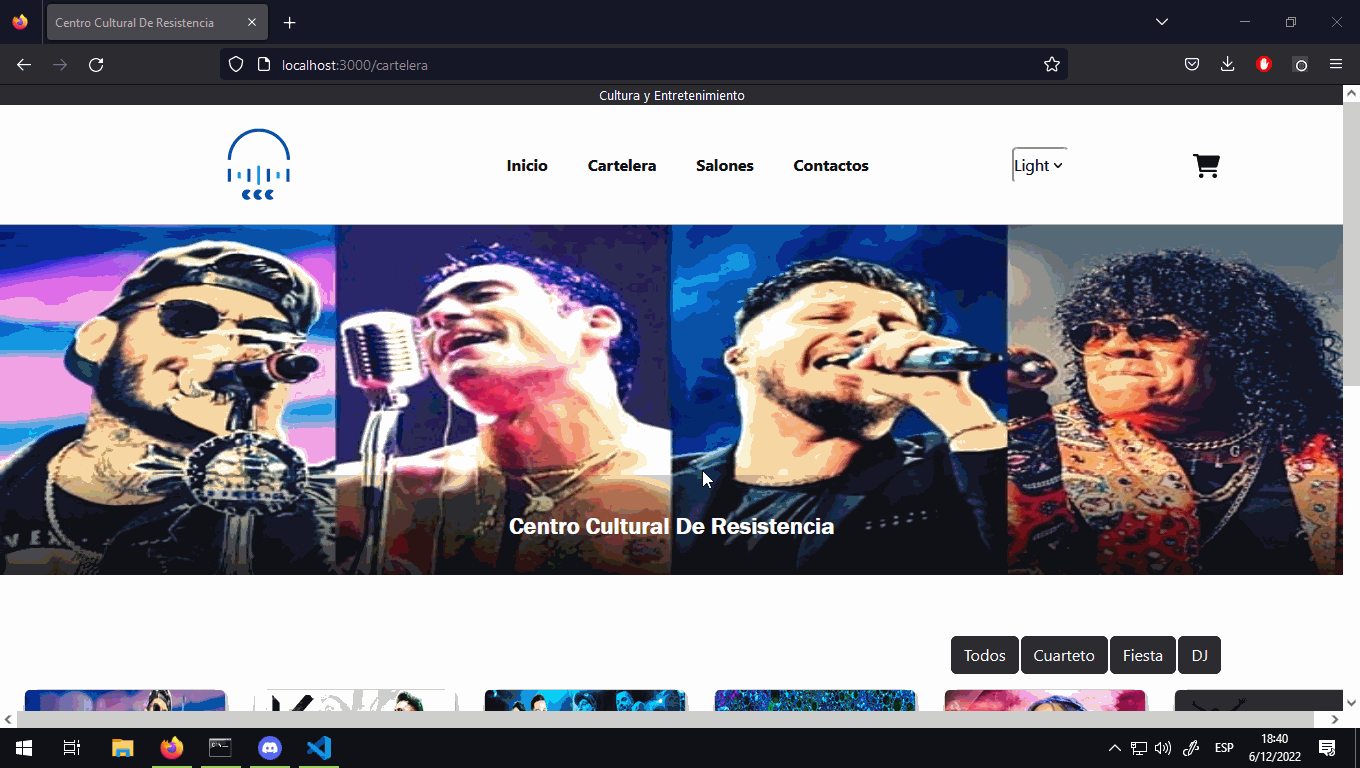 Centro Cultural De Resistencia
localhost:3000/cartelera
Cultura y Entretenimiento
Inicio
Cartelera
Salones
Contactos
Light
Centro Cultural De Resistencia
Todos
Cuarteto
Fiesta
DJ
ESP
18:40
6/12/2022